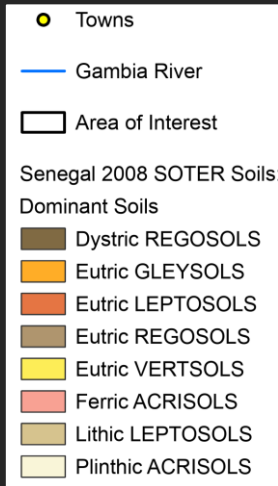 Towns
Gambia River
Area of Interest
Senegal 2008 SOTER Soils:
Dominant Soils
Dystric REGOSOLS
Eutric GLEYSOLS
Eutric LEPTOSOLS
Eutric REGOSOLS
Eutric VERTSOLS
Ferric ACRISOLS
Lithic LEPTOSOLS
Plinthic ACRISOLS